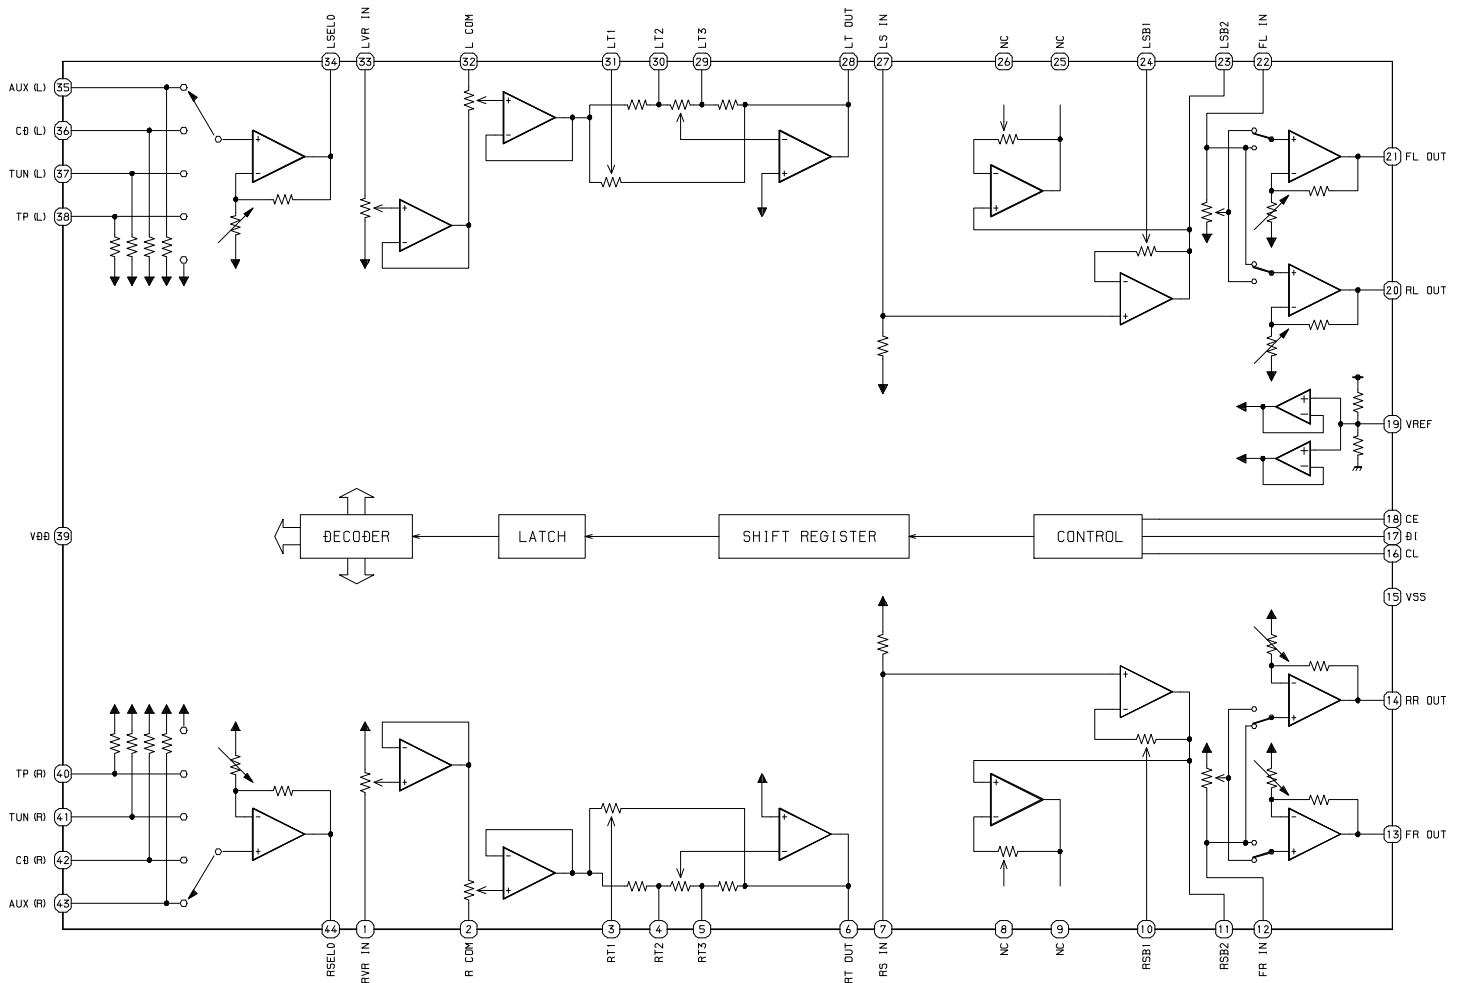 LSELO LVR IN L COM LT1 LT2 LT3 LT OUT LS IN NC NC LSB1 LSB2 FL IN
34 33 32 31 30 29 28 27 26 25 24 23 22
AUX (L) 35
CD (L) 36
TUN (L) 37
TP (L) 38
21 FL OUT
20 RL OUT
19 VREF
VDD 39
DECODER LATCH SHIFT REGISTER CONTROL
18 CE
17 DI
16 CL
15 VSS
14 RR OUT
13 FR OUT
TP (R) 40
TUN (R) 41
CD (R) 42
AUX (R) 43
44 1 2 3 4 5 6 7 8 9 10 11 12
RSELO RVR IN R COM RT1 RT2 RT3 RT OUT RS IN NC NC RSB1 RSB2 FR IN